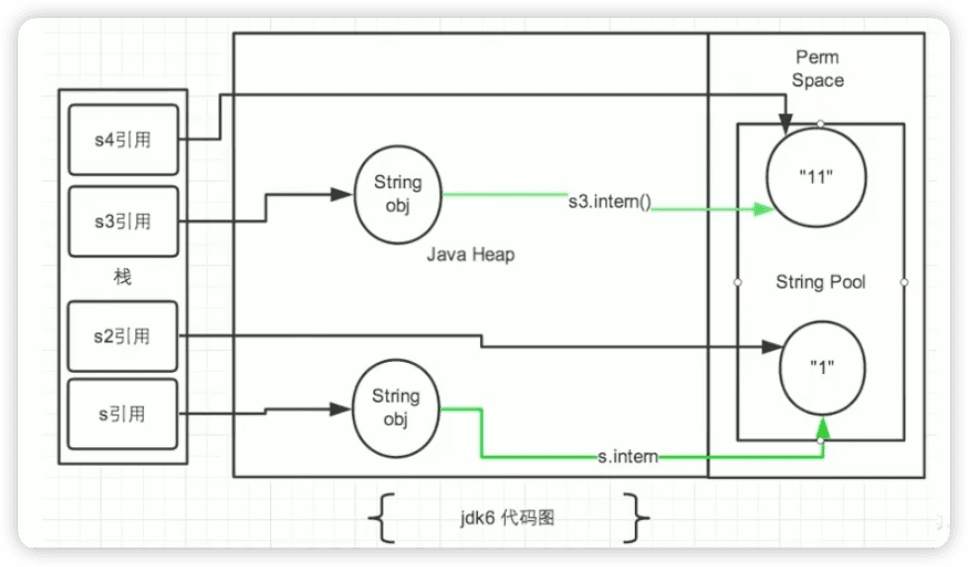 Perm
Space
s4引用
"11"
String
obj
s3.intern()
s3引用
Java Heap
栈
String Pool
s2引用
"1"
String
obj
s引用
s.intern
jdk6 代码图